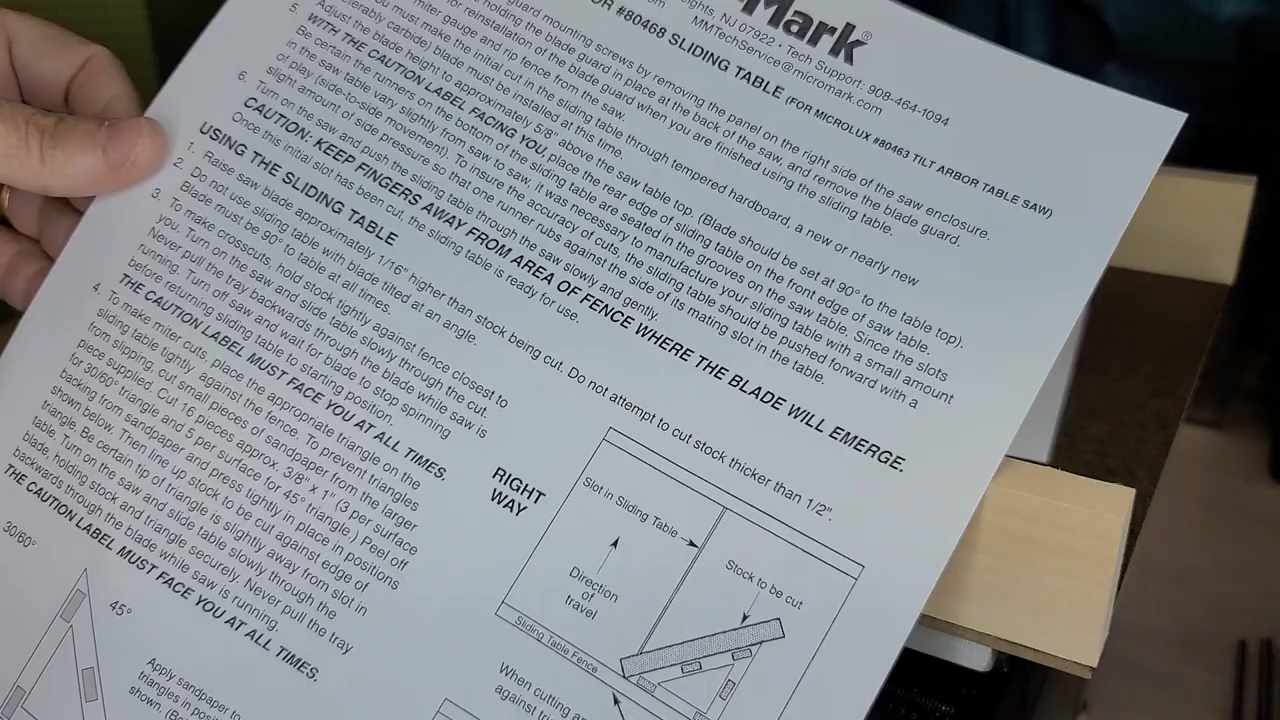 Mark®
ights, NJ 07922 • Tech Support: 908-464-1094
MMTechService@micromark.com
OR #80468 SLIDING TABLE (FOR MICROLUX #80463 TILT ARBOR TABLE SAW)
guard mounting screws by removing the panel on the right side of the saw enclosure.
holding the blade guard in place at the back of the saw, and remove the blade guard.
for reinstallation of the blade guard when you are finished using the sliding table.
miter gauge and rip fence from the saw.
You must make the initial cut in the sliding table through tempered hardboard, a new or nearly new
carbide) blade must be installed at this time.
5. Adjust the blade height to approximately 5/8" above the saw table top, (Blade should be set at 90° to the table top).
WITH THE CAUTION LABEL FACING YOU, place the rear edge of sliding table on the front edge of saw table.
Be certain the runners on the bottom of the sliding table are seated in the grooves on the saw table. Since the slots
in the saw table vary slightly from saw to saw, it was necessary to manufacture your sliding table with a small amount
of play (side-to-side movement). To insure the accuracy of cuts, the sliding table should be pushed forward with a
slight amount of side pressure so that one runner rubs against the side of its mating slot in the table.
6. Turn on the saw and push the sliding table through the saw slowly and gently.
CAUTION: KEEP FINGERS AWAY FROM AREA OF FENCE WHERE THE BLADE WILL EMERGE.
Once this initial slot has been cut, the sliding table is ready for use.
USING THE SLIDING TABLE
1. Raise saw blade approximately 1/16" higher than stock being cut. Do not attempt to cut stock thicker than 1/2".
2. Do not use sliding table with blade tilted at an angle.
Blade must be 90° to table at all times.
3. To make crosscuts, hold stock tightly against fence closest to
you. Turn on the saw and slide table slowly through the cut.
Never pull the tray backwards through the blade while saw is
running. Turn off saw and wait for blade to stop spinning
before returning sliding table to starting position.
THE CAUTION LABEL MUST FACE YOU AT ALL TIMES.
4. To make miter cuts, place the appropriate triangle on the
sliding table tightly against the fence. To prevent triangles
from slipping, cut small pieces of sandpaper from the larger
piece supplied. Cut 16 pieces approx. 3/8" x 1" (3 per surface
for 30/60° triangle and 5 per surface for 45° triangle.) Peel off
backing from sandpaper and press tightly in place in positions
shown below. Then line up stock to be cut against edge of
triangle. Be certain tip of triangle is slightly away from slot in
table. Turn on the saw and slide table slowly through the
blade, holding stock and triangle securely. Never pull the tray
backwards through the blade while saw is running.
THE CAUTION LABEL MUST FACE YOU AT ALL TIMES.
RIGHT
WAY
Slot in Sliding Table
Direction
of
travel
Stock to be cut
Sliding Table Fence
30/60°
45°
Apply sandpaper to
triangles in posit
shown. (Bo
When cutting an
against tri